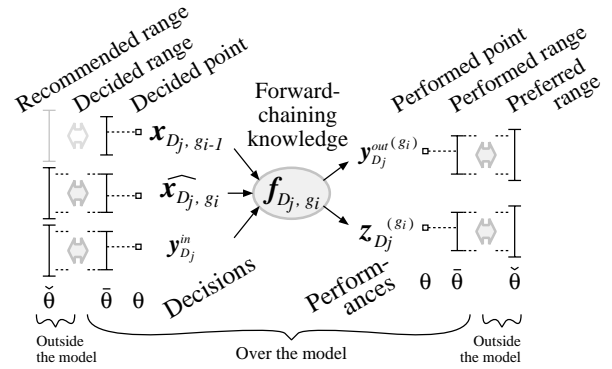 Recommended range
Decided range
Decided point
Forward-
chaining
knowledge
Performed point
Performed range
Preferred
range
x_{D_j, g_{i-1}}
\widehat{x_{D_j, g_i}}
y^{in}_{D_j}
f_{D_j, g_i}
y^{out (g_i)}_{D_j}
z_{D_j}^{(g_i)}
Decisions
Perform-
ances
θ̌ θ̄ θ θ θ̄ θ̌
Outside
the model
Over the model
Outside
the model